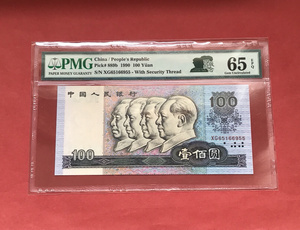 PMG
PAPER MONEY GUARANTY
China / People's Republic
Pick# 889b 1990 100 Yüan
S/N XG65166955 - With Security Thread
65 EPQ
Gem Uncirculated
中国人民银行
100
XG65166955
100
壹佰圆